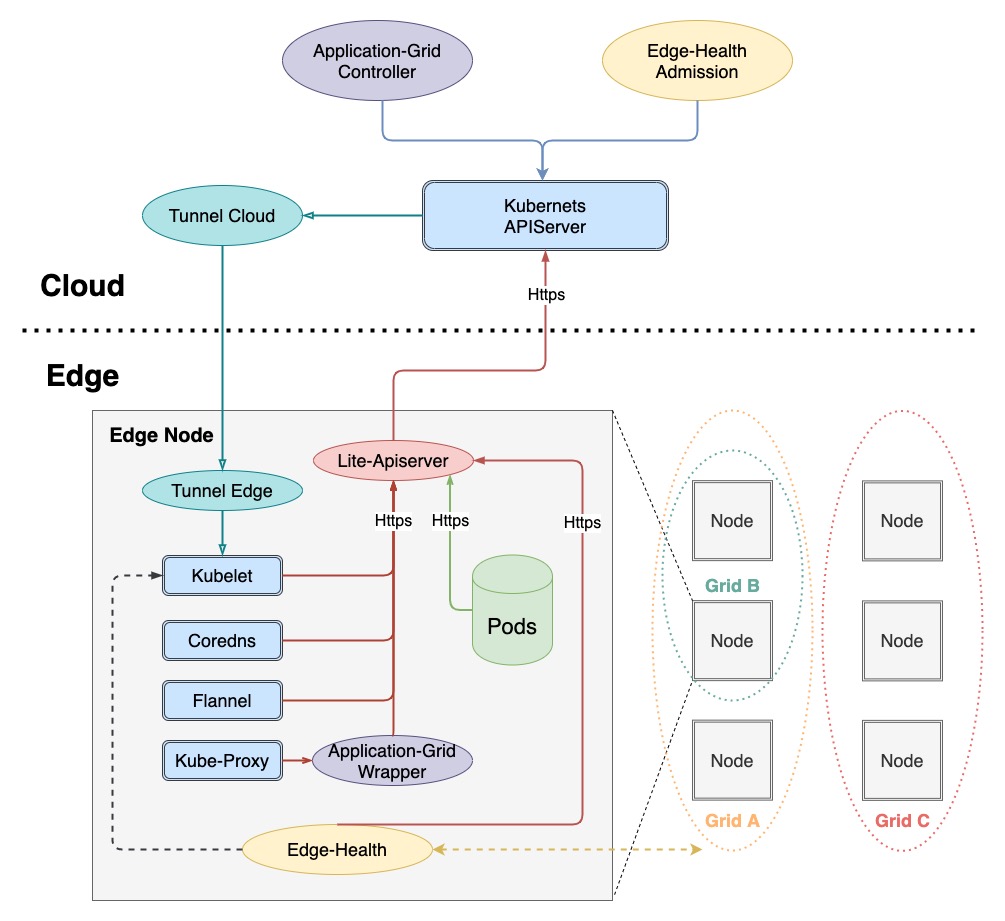 Application-Grid
Controller
Edge-Health
Admission
Tunnel Cloud
Kubernets
APIServer
Cloud
Https
Edge
Edge Node
Lite-Apiserver
Tunnel Edge
Https
Https
Https
Node
Node
Kubelet
Grid B
Pods
Coredns
Node
Node
Flannel
Kube-Proxy
Application-Grid
Wrapper
Node
Node
Grid A
Grid C
Edge-Health